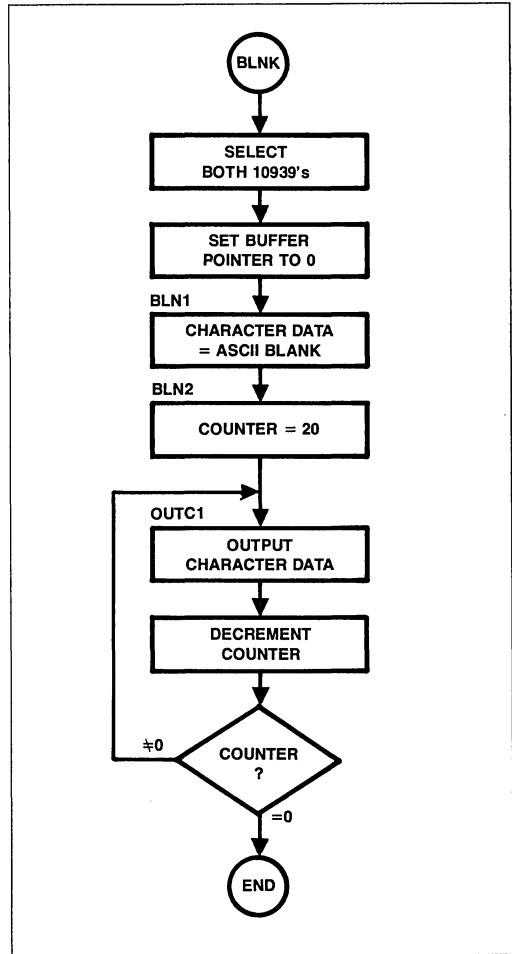 BLNK
SELECT
BOTH 10939's
SET BUFFER
POINTER TO 0
BLN1
CHARACTER DATA
= ASCII BLANK
BLN2
COUNTER = 20
OUTC1
OUTPUT
CHARACTER DATA
DECREMENT
COUNTER
≠0
COUNTER
?
=0
END